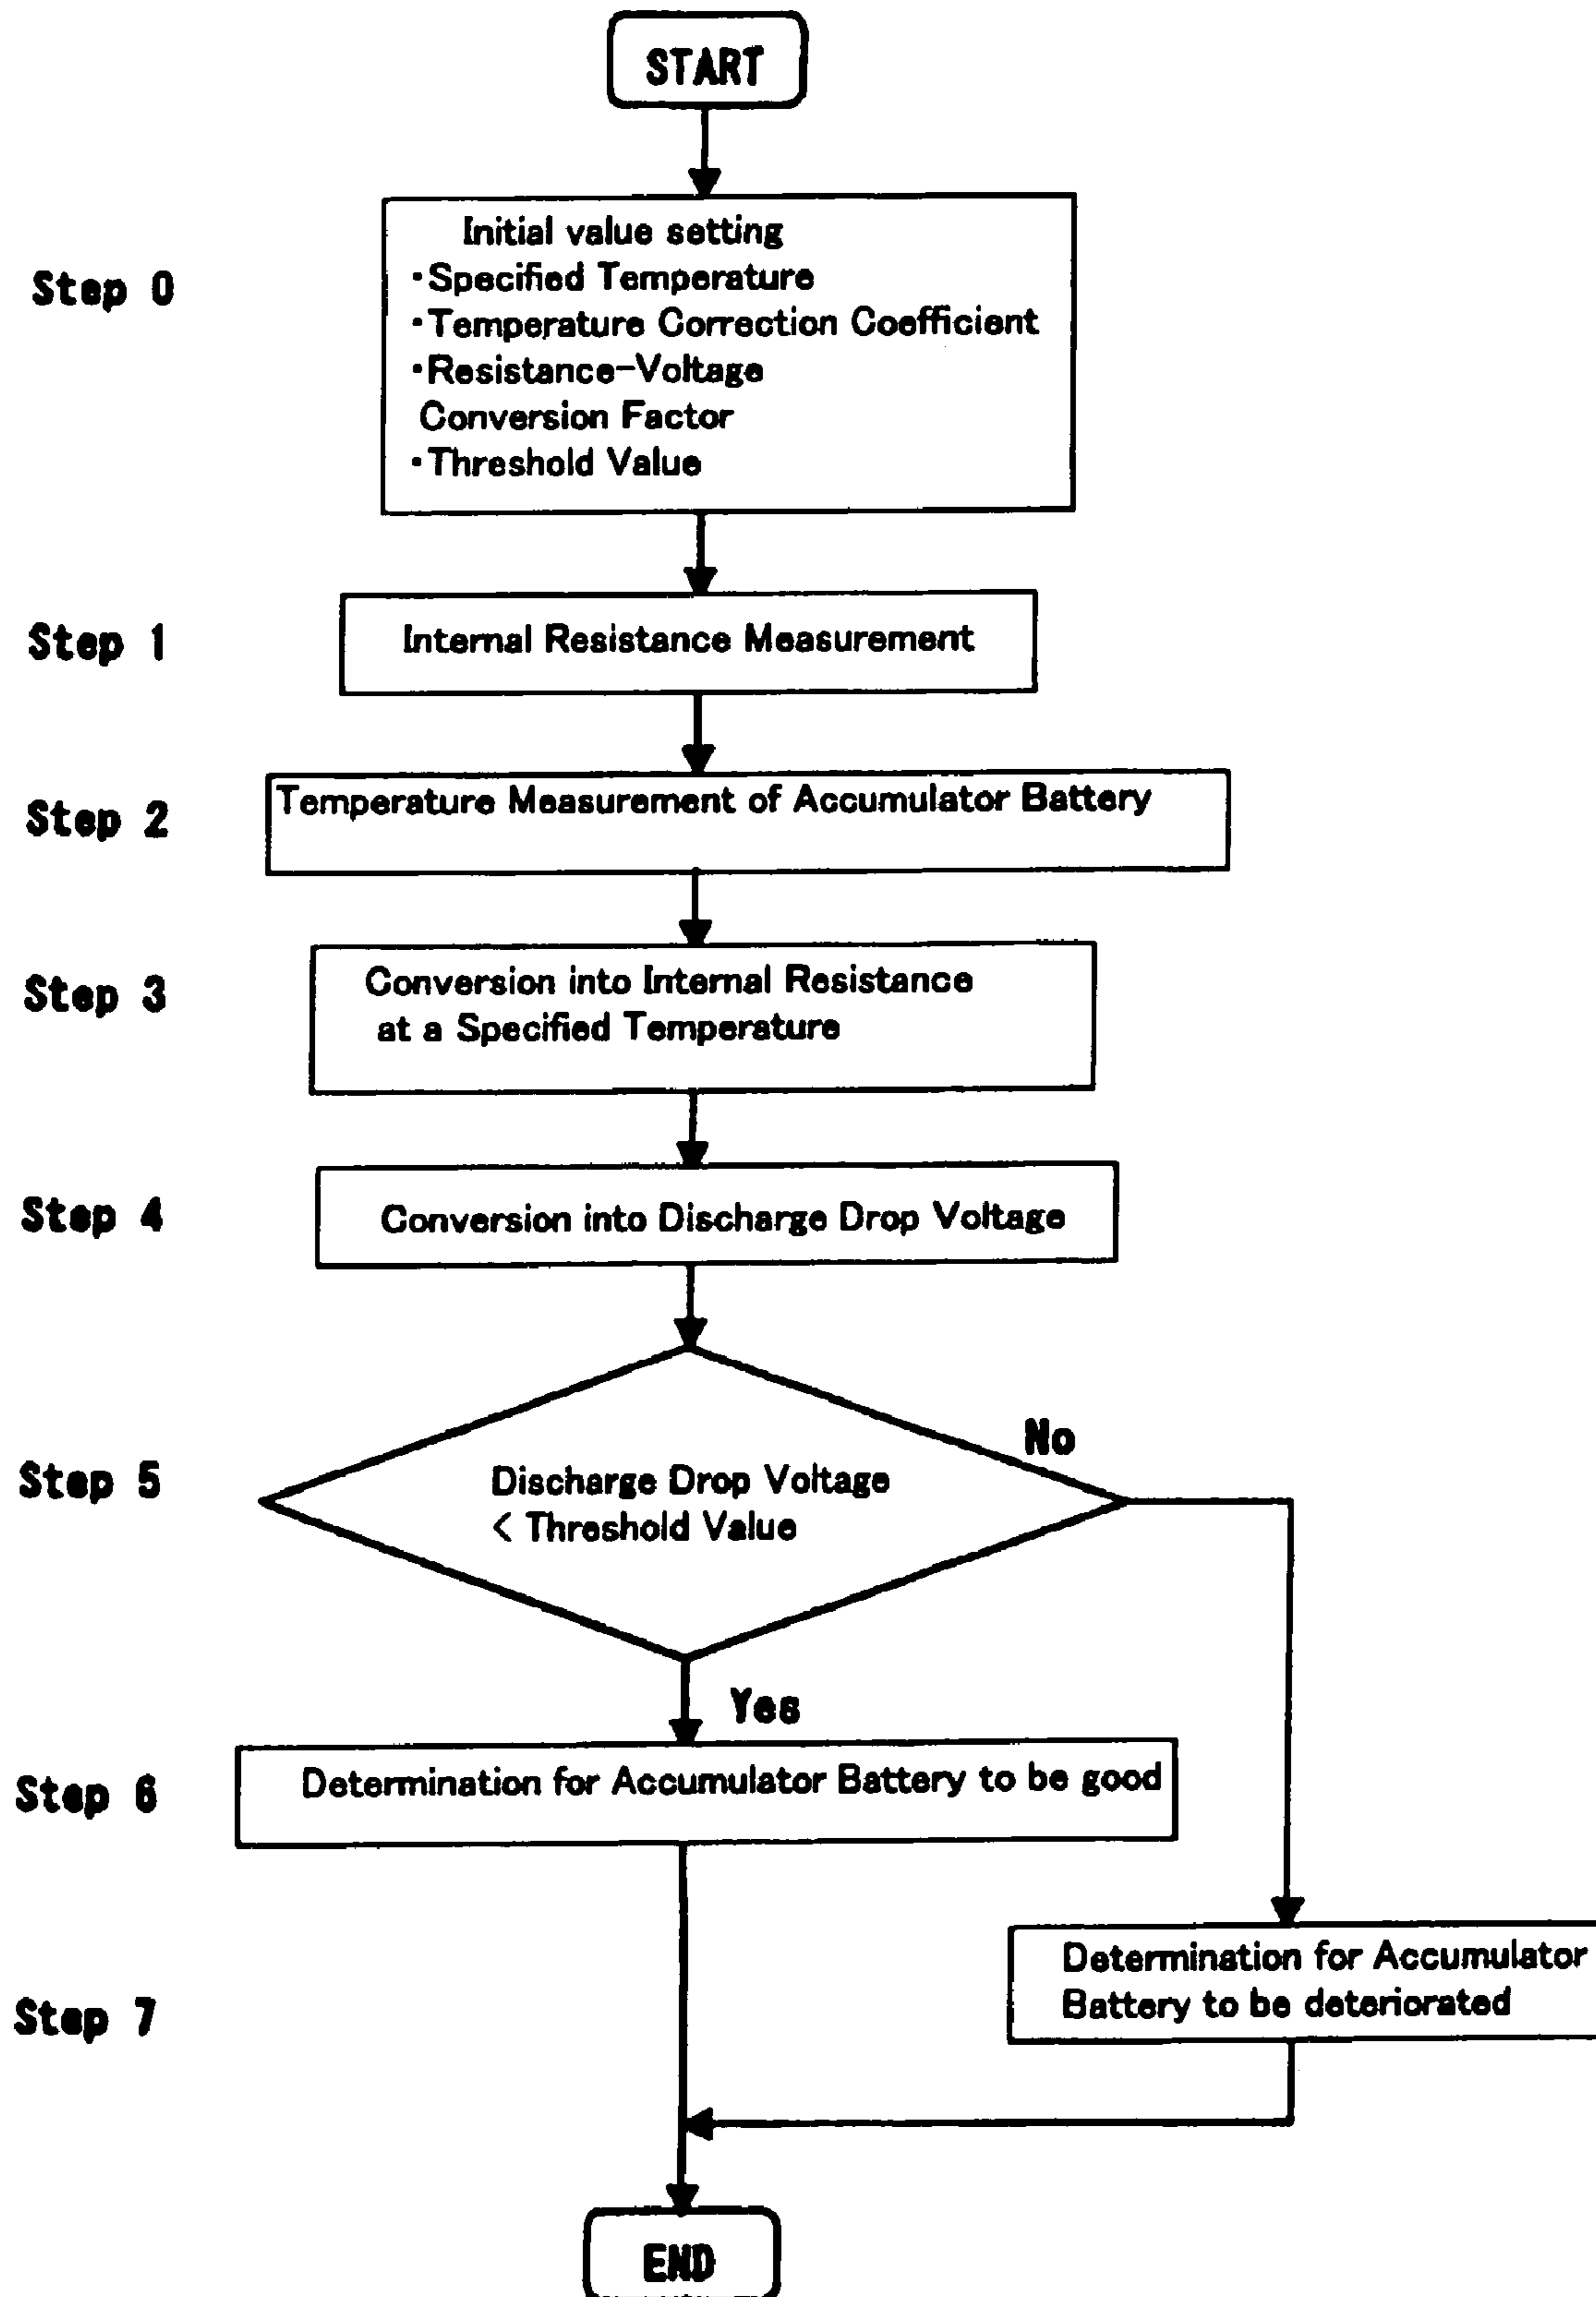 START
Step 0
Initial value setting
・Specified Temperature
・Temperature Correction Coefficient
・Resistance-Voltage
Conversion Factor
・Threshold Value
Step 1
Internal Resistance Measurement
Step 2
Temperature Measurement of Accumulator Battery
Step 3
Conversion into Internal Resistance
at a Specified Temperature
Step 4
Conversion into Discharge Drop Voltage
Step 5
Discharge Drop Voltage
< Threshold Value
No
Yes
Step 6
Determination for Accumulator Battery to be good
Step 7
Determination for Accumulator
Battery to be deteriorated
END